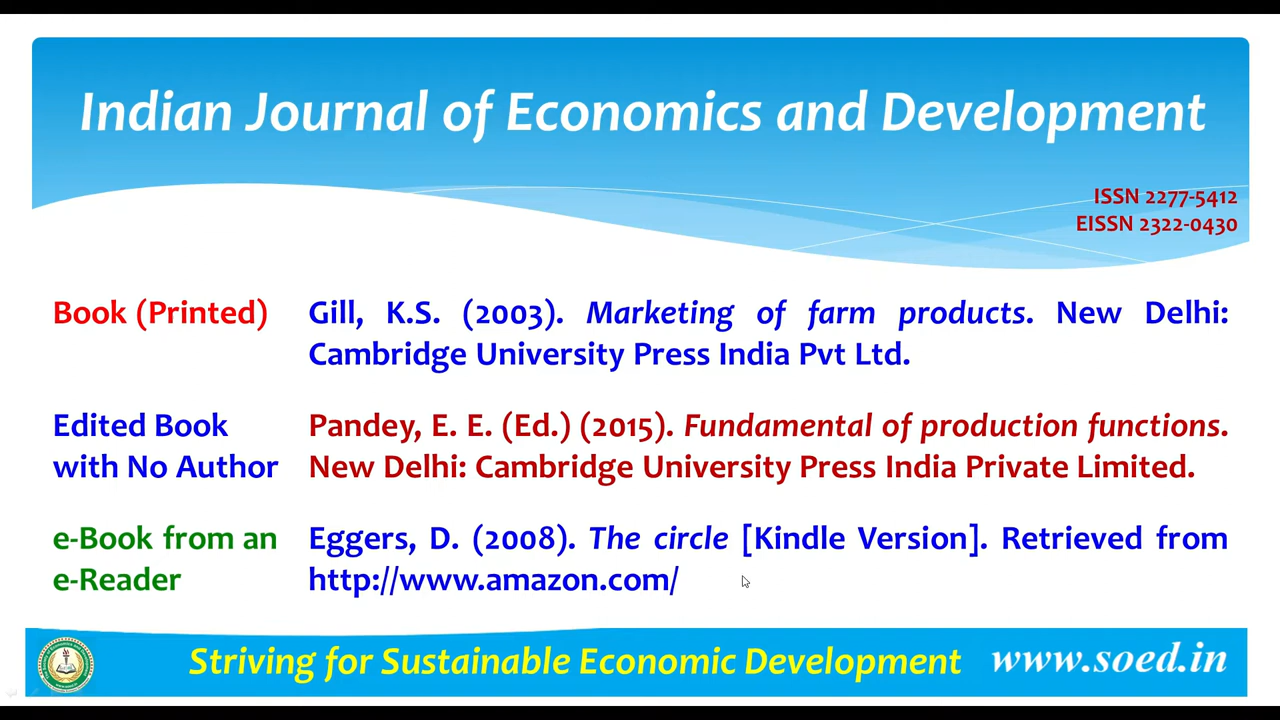 Indian Journal of Economics and Development
ISSN 2277-5412
EISSN 2322-0430
Book (Printed)
Gill, K.S. (2003). Marketing of farm products. New Delhi:
Cambridge University Press India Pvt Ltd.
Edited Book
with No Author
Pandey, E. E. (Ed.) (2015). Fundamental of production functions.
New Delhi: Cambridge University Press India Private Limited.
e-Book from an
e-Reader
Eggers, D. (2008). The circle [Kindle Version]. Retrieved from
http://www.amazon.com/
Striving for Sustainable Economic Development
www.soed.in